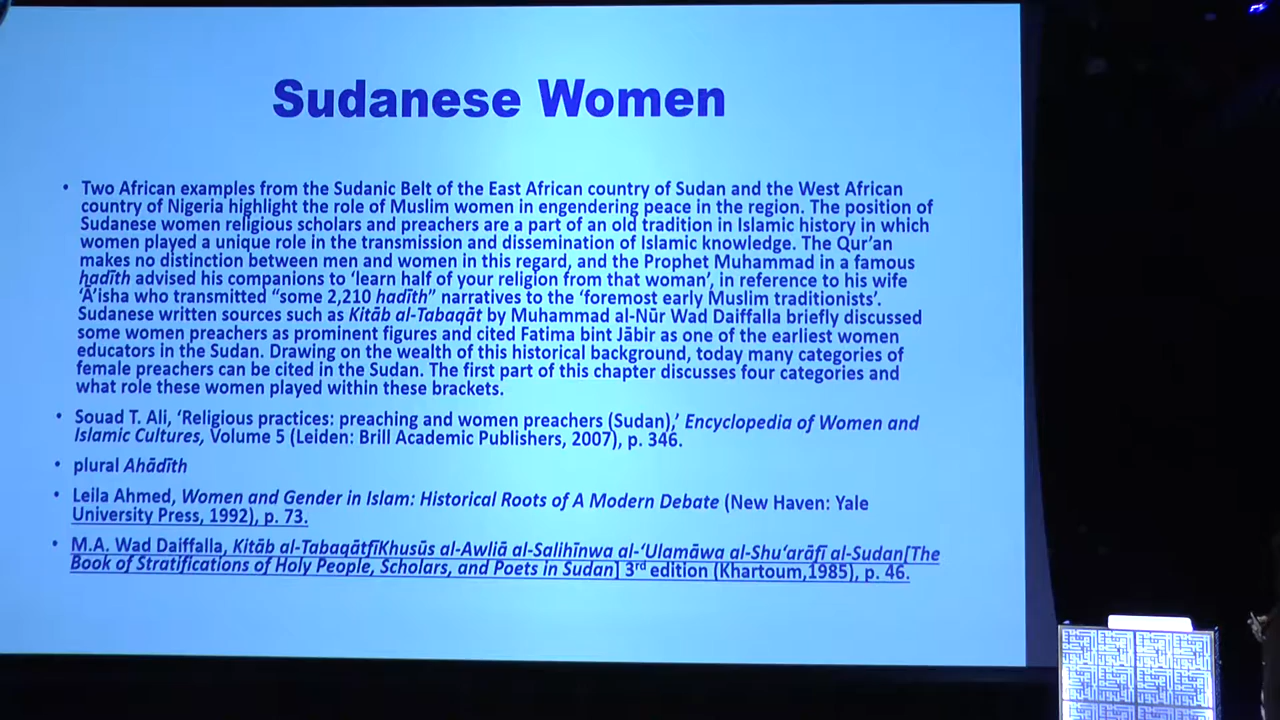 Sudanese Women
• Two African examples from the Sudanic Belt of the East African country of Sudan and the West African
country of Nigeria highlight the role of Muslim women in engendering peace in the region. The position of
Sudanese women religious scholars and preachers are a part of an old tradition in Islamic history in which
women played a unique role in the transmission and dissemination of Islamic knowledge. The Qur’an
makes no distinction between men and women in this regard, and the Prophet Muhammad in a famous
ḥadīth advised his companions to ‘learn half of your religion from that woman’, in reference to his wife
‘Ā’isha who transmitted “some 2,210 hadīth” narratives to the ‘foremost early Muslim traditionists’.
Sudanese written sources such as Kitāb al-Tabaqāt by Muhammad al-Nūr Wad Daiffalla briefly discussed
some women preachers as prominent figures and cited Fatima bint Jābir as one of the earliest women
educators in the Sudan. Drawing on the wealth of this historical background, today many categories of
female preachers can be cited in the Sudan. The first part of this chapter discusses four categories and
what role these women played within these brackets.
• Souad T. Ali, ‘Religious practices: preaching and women preachers (Sudan),’ Encyclopedia of Women and
Islamic Cultures, Volume 5 (Leiden: Brill Academic Publishers, 2007), p. 346.
• plural Ahādīth
• Leila Ahmed, Women and Gender in Islam: Historical Roots of A Modern Debate (New Haven: Yale
University Press, 1992), p. 73.
• M.A. Wad Daiffalla, Kitāb al-TabaqātfīKhusūs al-Awliā al-Salihīnwa al-‘Ulamāwa al-Shu‘arāfī al-Sudan[The
Book of Stratifications of Holy People, Scholars, and Poets in Sudan] 3rd edition (Khartoum,1985), p. 46.